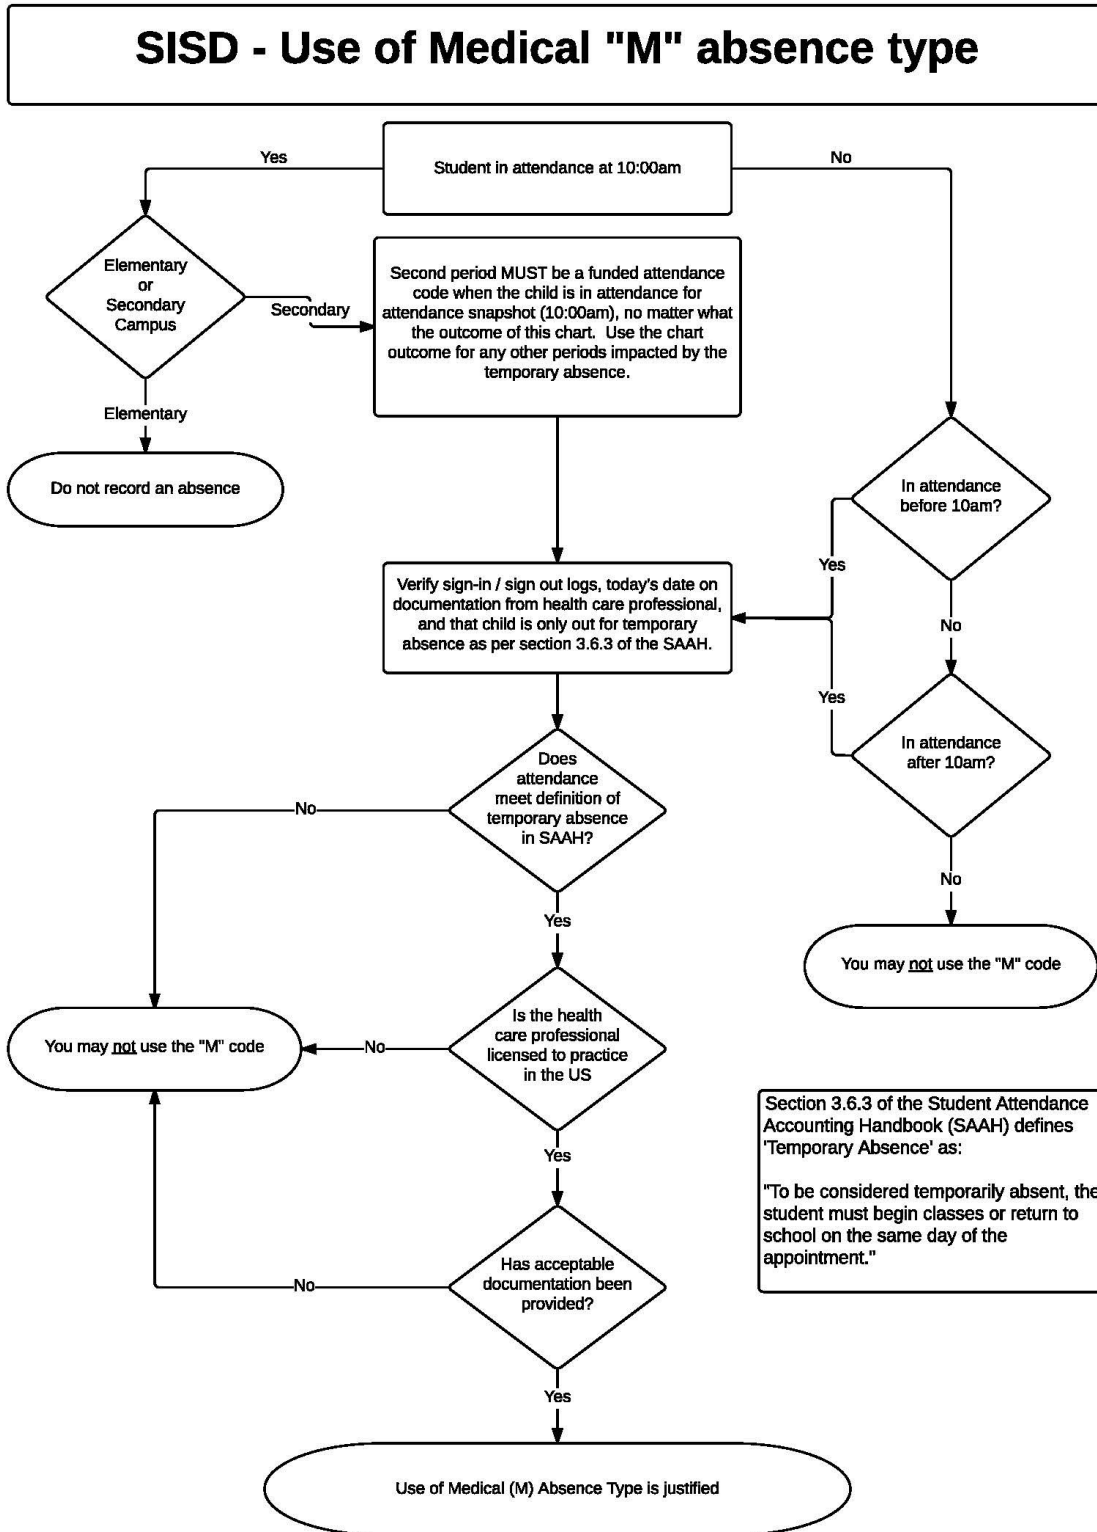 SISD - Use of Medical "M" absence type
Yes
Student in attendance at 10:00am
No
Elementary
or
Secondary
Campus
Secondary
Second period MUST be a funded attendance
code when the child is in attendance for
attendance snapshot (10:00am), no matter what
the outcome of this chart. Use the chart
outcome for any other periods impacted by the
temporary absence.
Elementary
Do not record an absence
In attendance
before 10am?
Yes
Verify sign-in / sign out logs, today's date on
documentation from health care professional,
and that child is only out for temporary
absence as per section 3.6.3 of the SAAH.
No
Yes
In attendance
after 10am?
Does
attendance
meet definition of
temporary absence
in SAAH?
No
No
Yes
You may not use the "M" code
Is the health
care professional
licensed to practice
in the US
No
You may not use the "M" code
Yes
Section 3.6.3 of the Student Attendance
Accounting Handbook (SAAH) defines
'Temporary Absence' as:
"To be considered temporarily absent, the
student must begin classes or return to
school on the same day of the
appointment."
Has acceptable
documentation been
provided?
No
Yes
Use of Medical (M) Absence Type is justified